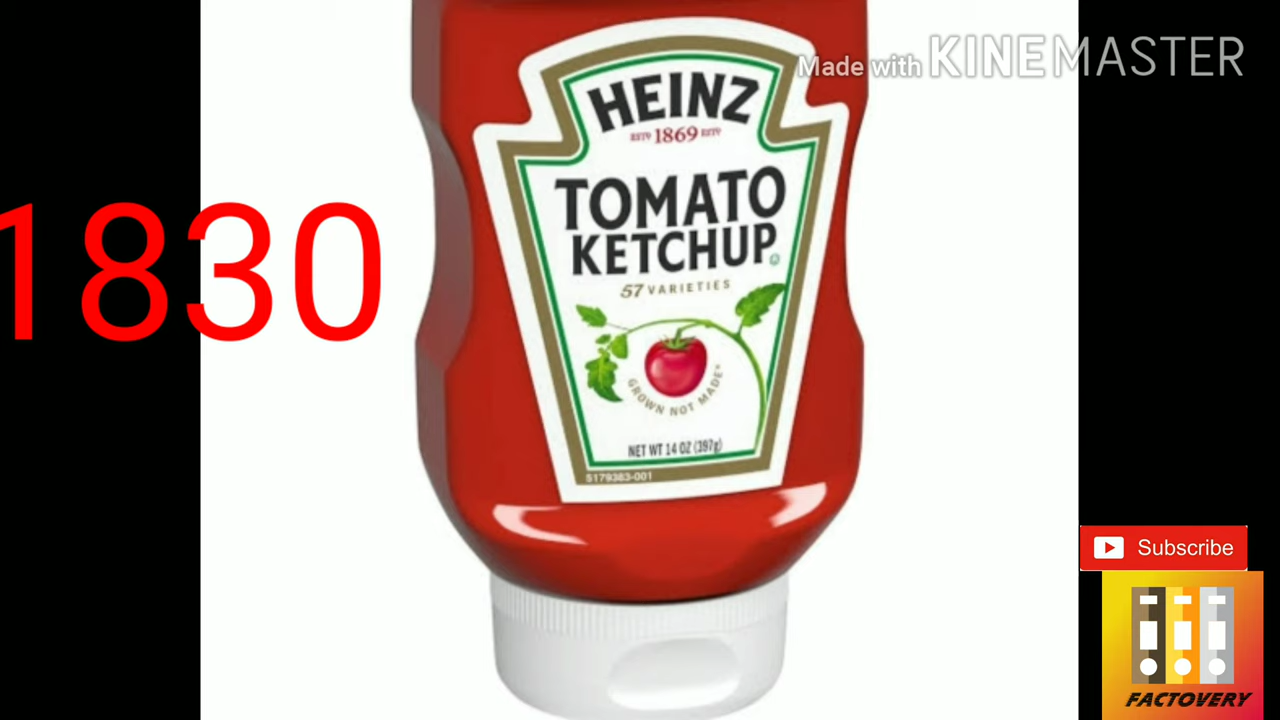 Made with KINEMASTER
HEINZ
ESTD 1869 ESTD
TOMATO
KETCHUP
57 VARIETIES
GROWN NOT MADE
NET WT 14 OZ (397g)
5179383-001
1830
Subscribe
FACTOVERY